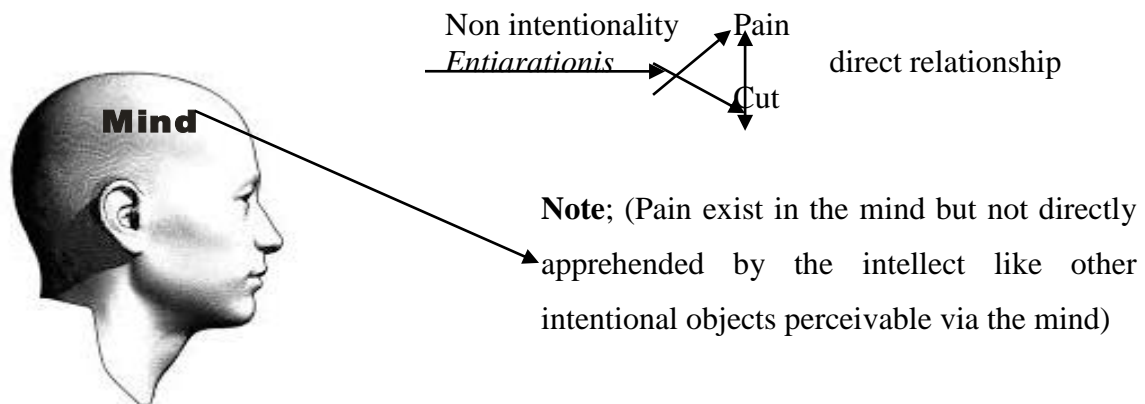 Non intentionality Pain
Entiarationis direct relationship
Cut
Mind
Note; (Pain exist in the mind but not directly
apprehended by the intellect like other
intentional objects perceivable via the mind)